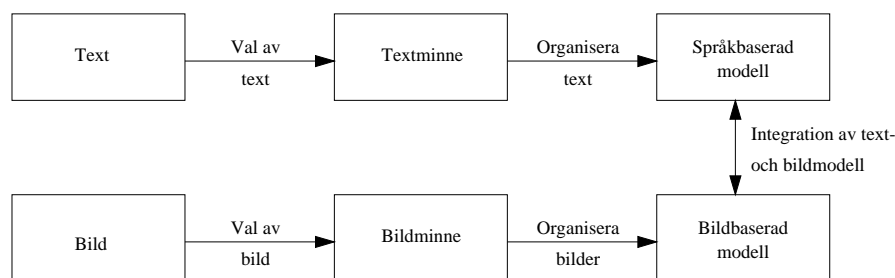 Text
Val av
text
Textminne
Organisera
text
Språkbaserad
modell
Integration av text-
och bildmodell
Bild
Val av
bild
Bildminne
Organisera
bilder
Bildbaserad
modell